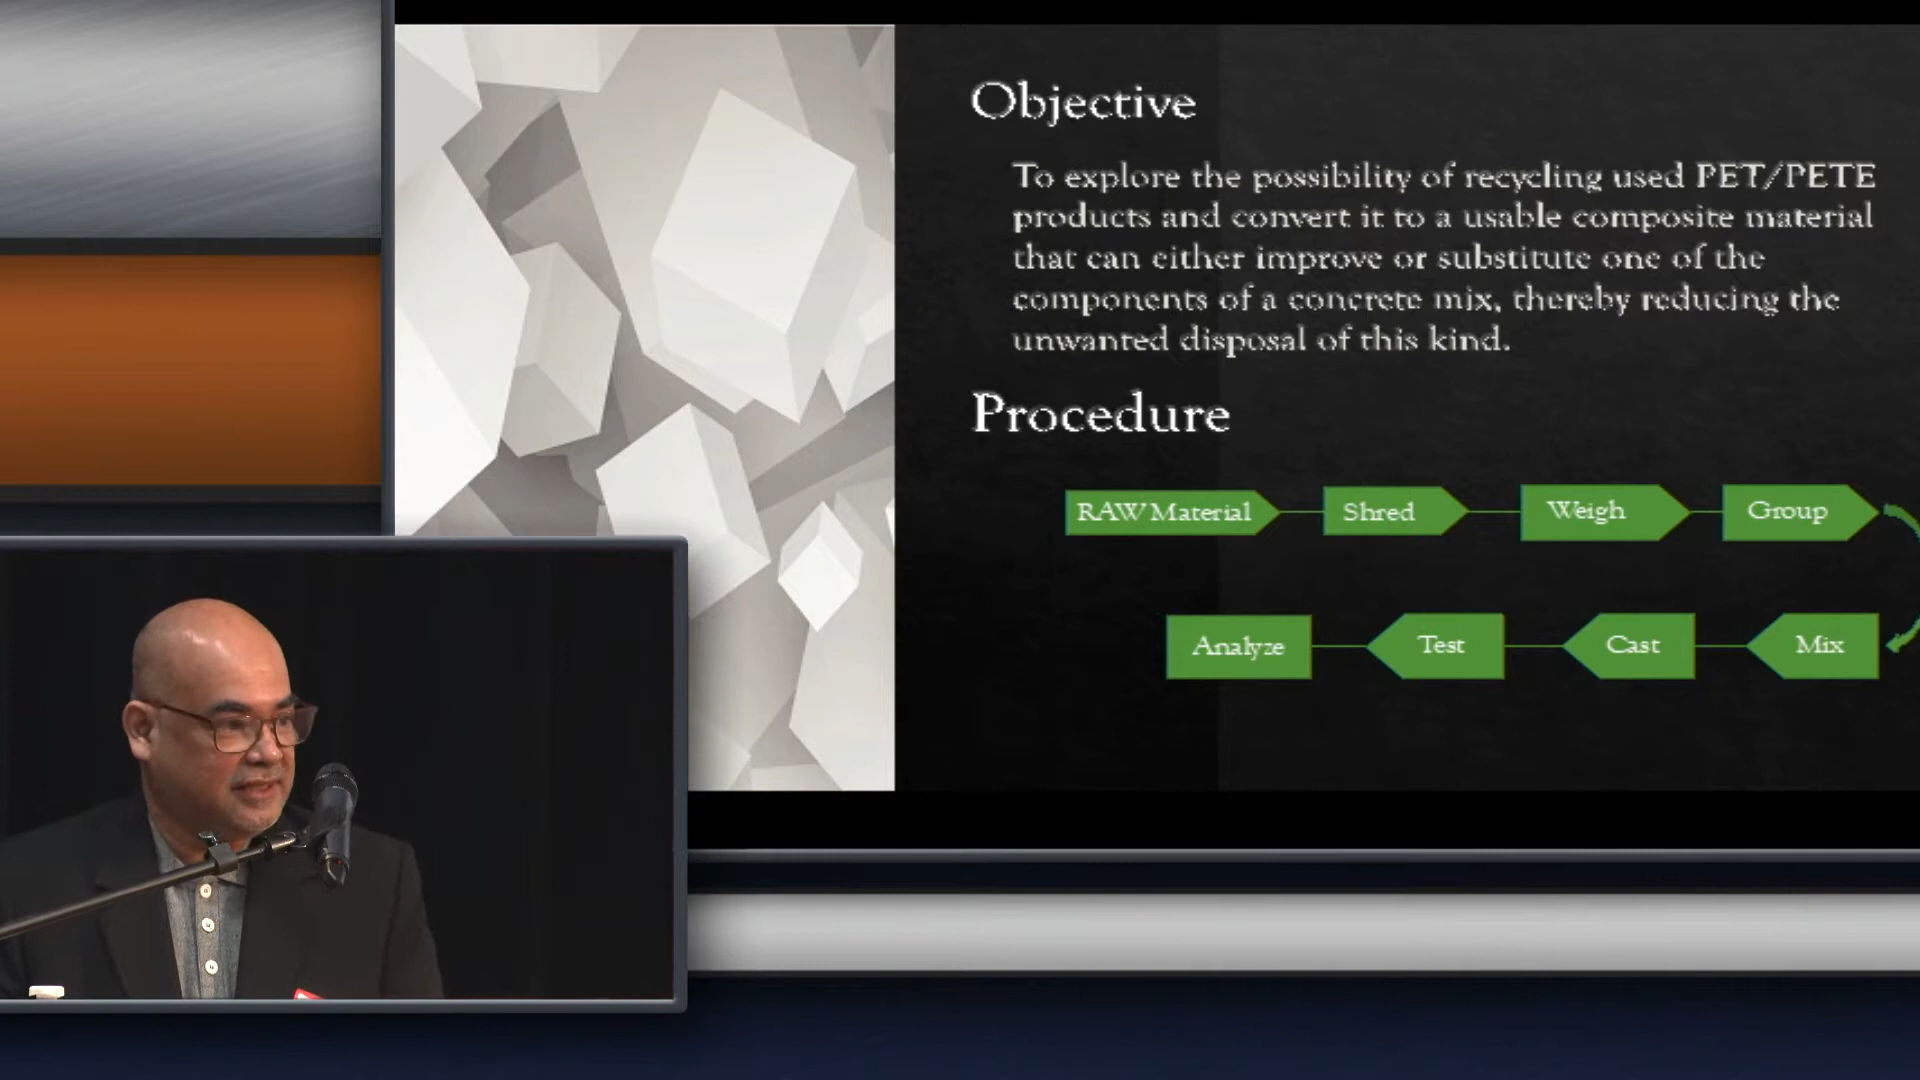 Objective
To explore the possibility of recycling used PET/PETE
products and convert it to a usable composite material
that can either improve or substitute one of the
components of a concrete mix, thereby reducing the
unwanted disposal of this kind.
Procedure
RAW Material
Shred
Weigh
Group
Mix
Cast
Test
Analyze